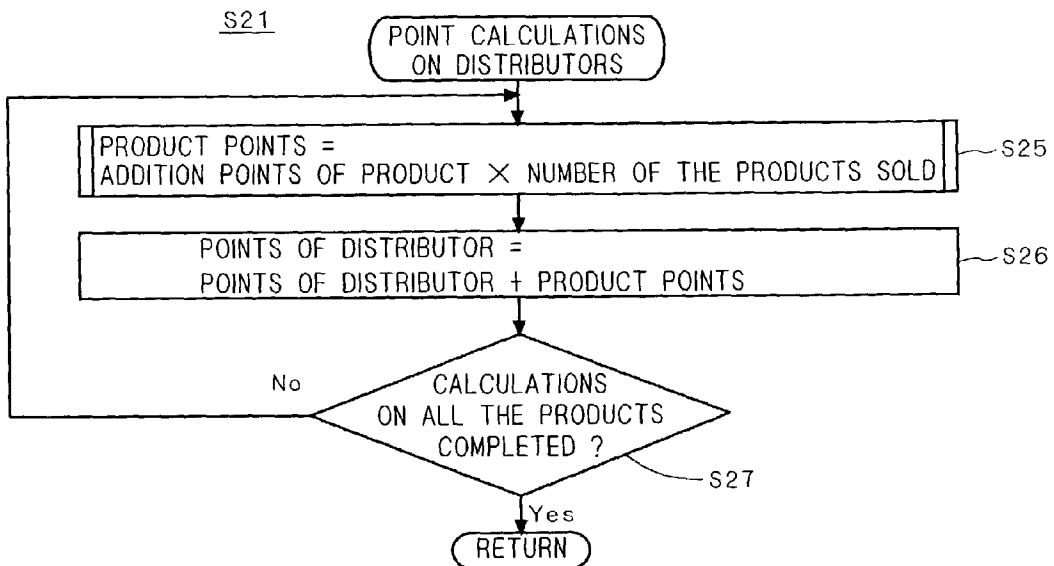 S21
POINT CALCULATIONS
ON DISTRIBUTORS
PRODUCT POINTS =
ADDITION POINTS OF PRODUCT × NUMBER OF THE PRODUCTS SOLD
S25
POINTS OF DISTRIBUTOR =
POINTS OF DISTRIBUTOR + PRODUCT POINTS
S26
CALCULATIONS
ON ALL THE PRODUCTS
COMPLETED ?
No
S27
Yes
RETURN